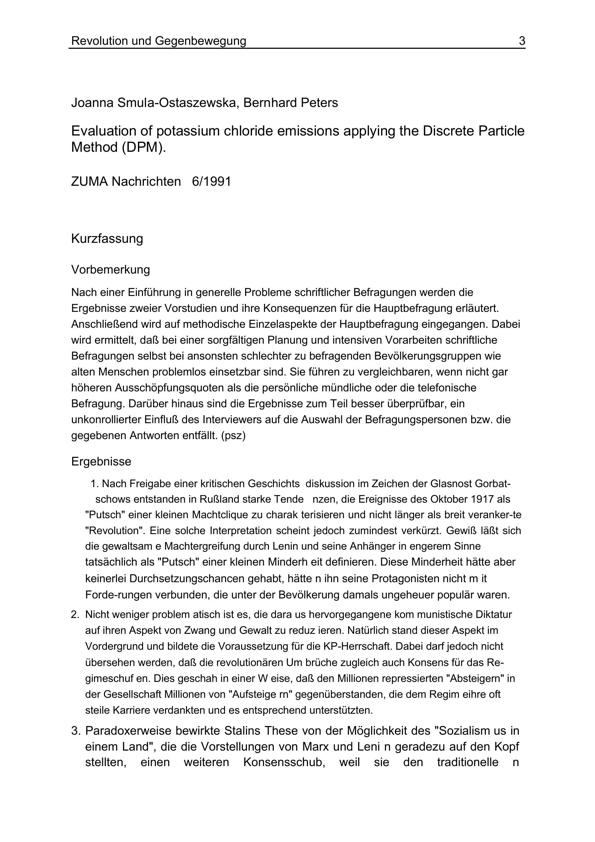 Revolution und Gegenbewegung 3
Joanna Smula-Ostaszewska, Bernhard Peters
Evaluation of potassium chloride emissions applying the Discrete Particle
Method (DPM).
ZUMA Nachrichten 6/1991
Kurzfassung
Vorbemerkung
Nach einer Einführung in generelle Probleme schriftlicher Befragungen werden die
Ergebnisse zweier Vorstudien und ihre Konsequenzen für die Hauptbefragung erläutert.
Anschließend wird auf methodische Einzelaspekte der Hauptbefragung eingegangen. Dabei
wird ermittelt, daß bei einer sorgfältigen Planung und intensiven Vorarbeiten schriftliche
Befragungen selbst bei ansonsten schlechter zu befragenden Bevölkerungsgruppen wie
alten Menschen problemlos einsetzbar sind. Sie führen zu vergleichbaren, wenn nicht gar
höheren Ausschöpfungsquoten als die persönliche mündliche oder die telefonische
Befragung. Darüber hinaus sind die Ergebnisse zum Teil besser überprüfbar, ein
unkonrollierter Einfluß des Interviewers auf die Auswahl der Befragungspersonen bzw. die
gegebenen Antworten entfällt. (psz)
Ergebnisse
1. Nach Freigabe einer kritischen Geschichts diskussion im Zeichen der Glasnost Gorbat-
schows entstanden in Rußland starke Tende nzen, die Ereignisse des Oktober 1917 als
"Putsch" einer kleinen Machtclique zu charak terisieren und nicht länger als breit veranker-te
"Revolution". Eine solche Interpretation scheint jedoch zumindest verkürzt. Gewiß läßt sich
die gewaltsam e Machtergreifung durch Lenin und seine Anhänger in engerem Sinne
tatsächlich als "Putsch" einer kleinen Minderh eit definieren. Diese Minderheit hätte aber
keinerlei Durchsetzungschancen gehabt, hätte n ihn seine Protagonisten nicht m it
Forde-rungen verbunden, die unter der Bevölkerung damals ungeheuer populär waren.
2. Nicht weniger problem atisch ist es, die dara us hervorgegangene kom munistische Diktatur
auf ihren Aspekt von Zwang und Gewalt zu reduz ieren. Natürlich stand dieser Aspekt im
Vordergrund und bildete die Voraussetzung für die KP-Herrschaft. Dabei darf jedoch nicht
übersehen werden, daß die revolutionären Um brüche zugleich auch Konsens für das Re-
gimeschuf en. Dies geschah in einer W eise, daß den Millionen repressierten "Absteigern" in
der Gesellschaft Millionen von "Aufsteige rn" gegenüberstanden, die dem Regim eihre oft
steile Karriere verdankten und es entsprechend unterstützten.
3. Paradoxerweise bewirkte Stalins These von der Möglichkeit des "Sozialism us in
einem Land", die die Vorstellungen von Marx und Leni n geradezu auf den Kopf
stellten, einen weiteren Konsensschub, weil sie den traditionelle n